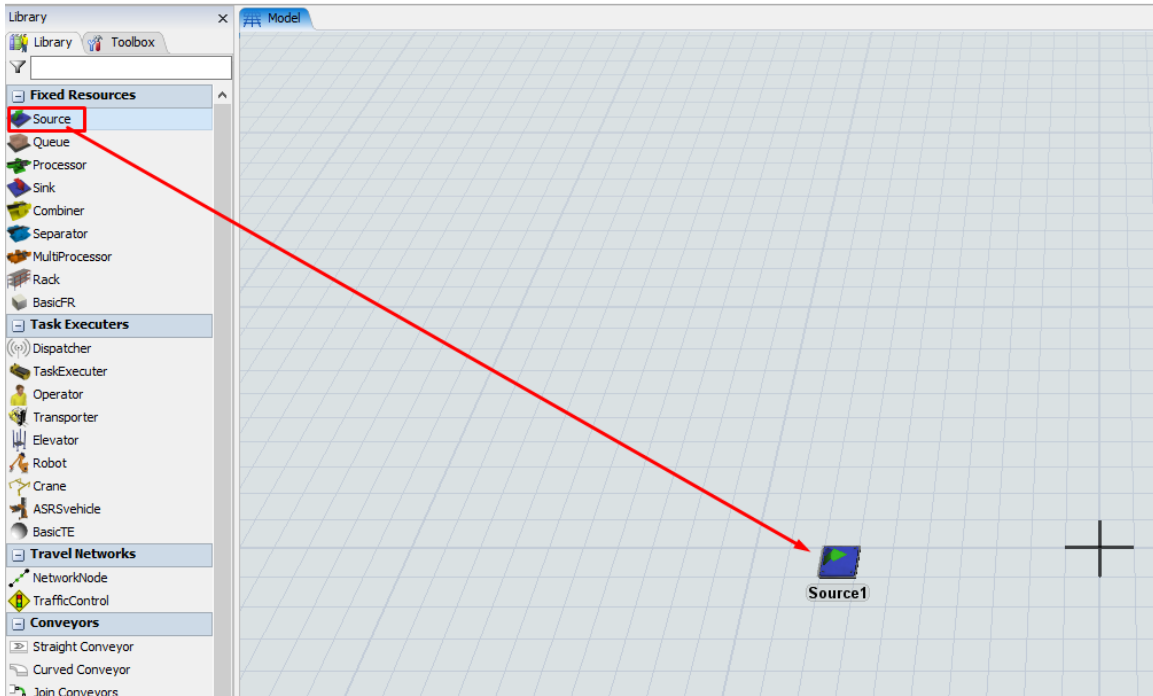 Library
Model
Library
Toolbox
Fixed Resources
Source
Queue
Processor
Sink
Combiner
Separator
MultiProcessor
Rack
BasicFR
Task Executers
Dispatcher
TaskExecuter
Operator
Transporter
Elevator
Robot
Crane
ASRSvehicle
BasicTE
Travel Networks
NetworkNode
TrafficControl
Conveyors
Straight Conveyor
Curved Conveyor
Join Conveyors
Source1